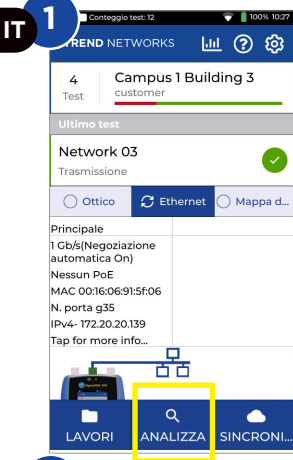 IT
1
Conteggio test: 12
100% 10:27
TREND NETWORKS
4
Test
Campus 1 Building 3
customer
Ultimo test
Network 03
Trasmissione
Ottico
Ethernet
Mappa d...
Principale
1 Gb/s(Negoziazione
automatica On)
Nessun PoE
MAC 00:16:06:91:5f:06
N. porta g35
IPv4- 172.20.20.139
Tap for more info...
LAVORI
ANALIZZA
SINCRONI...